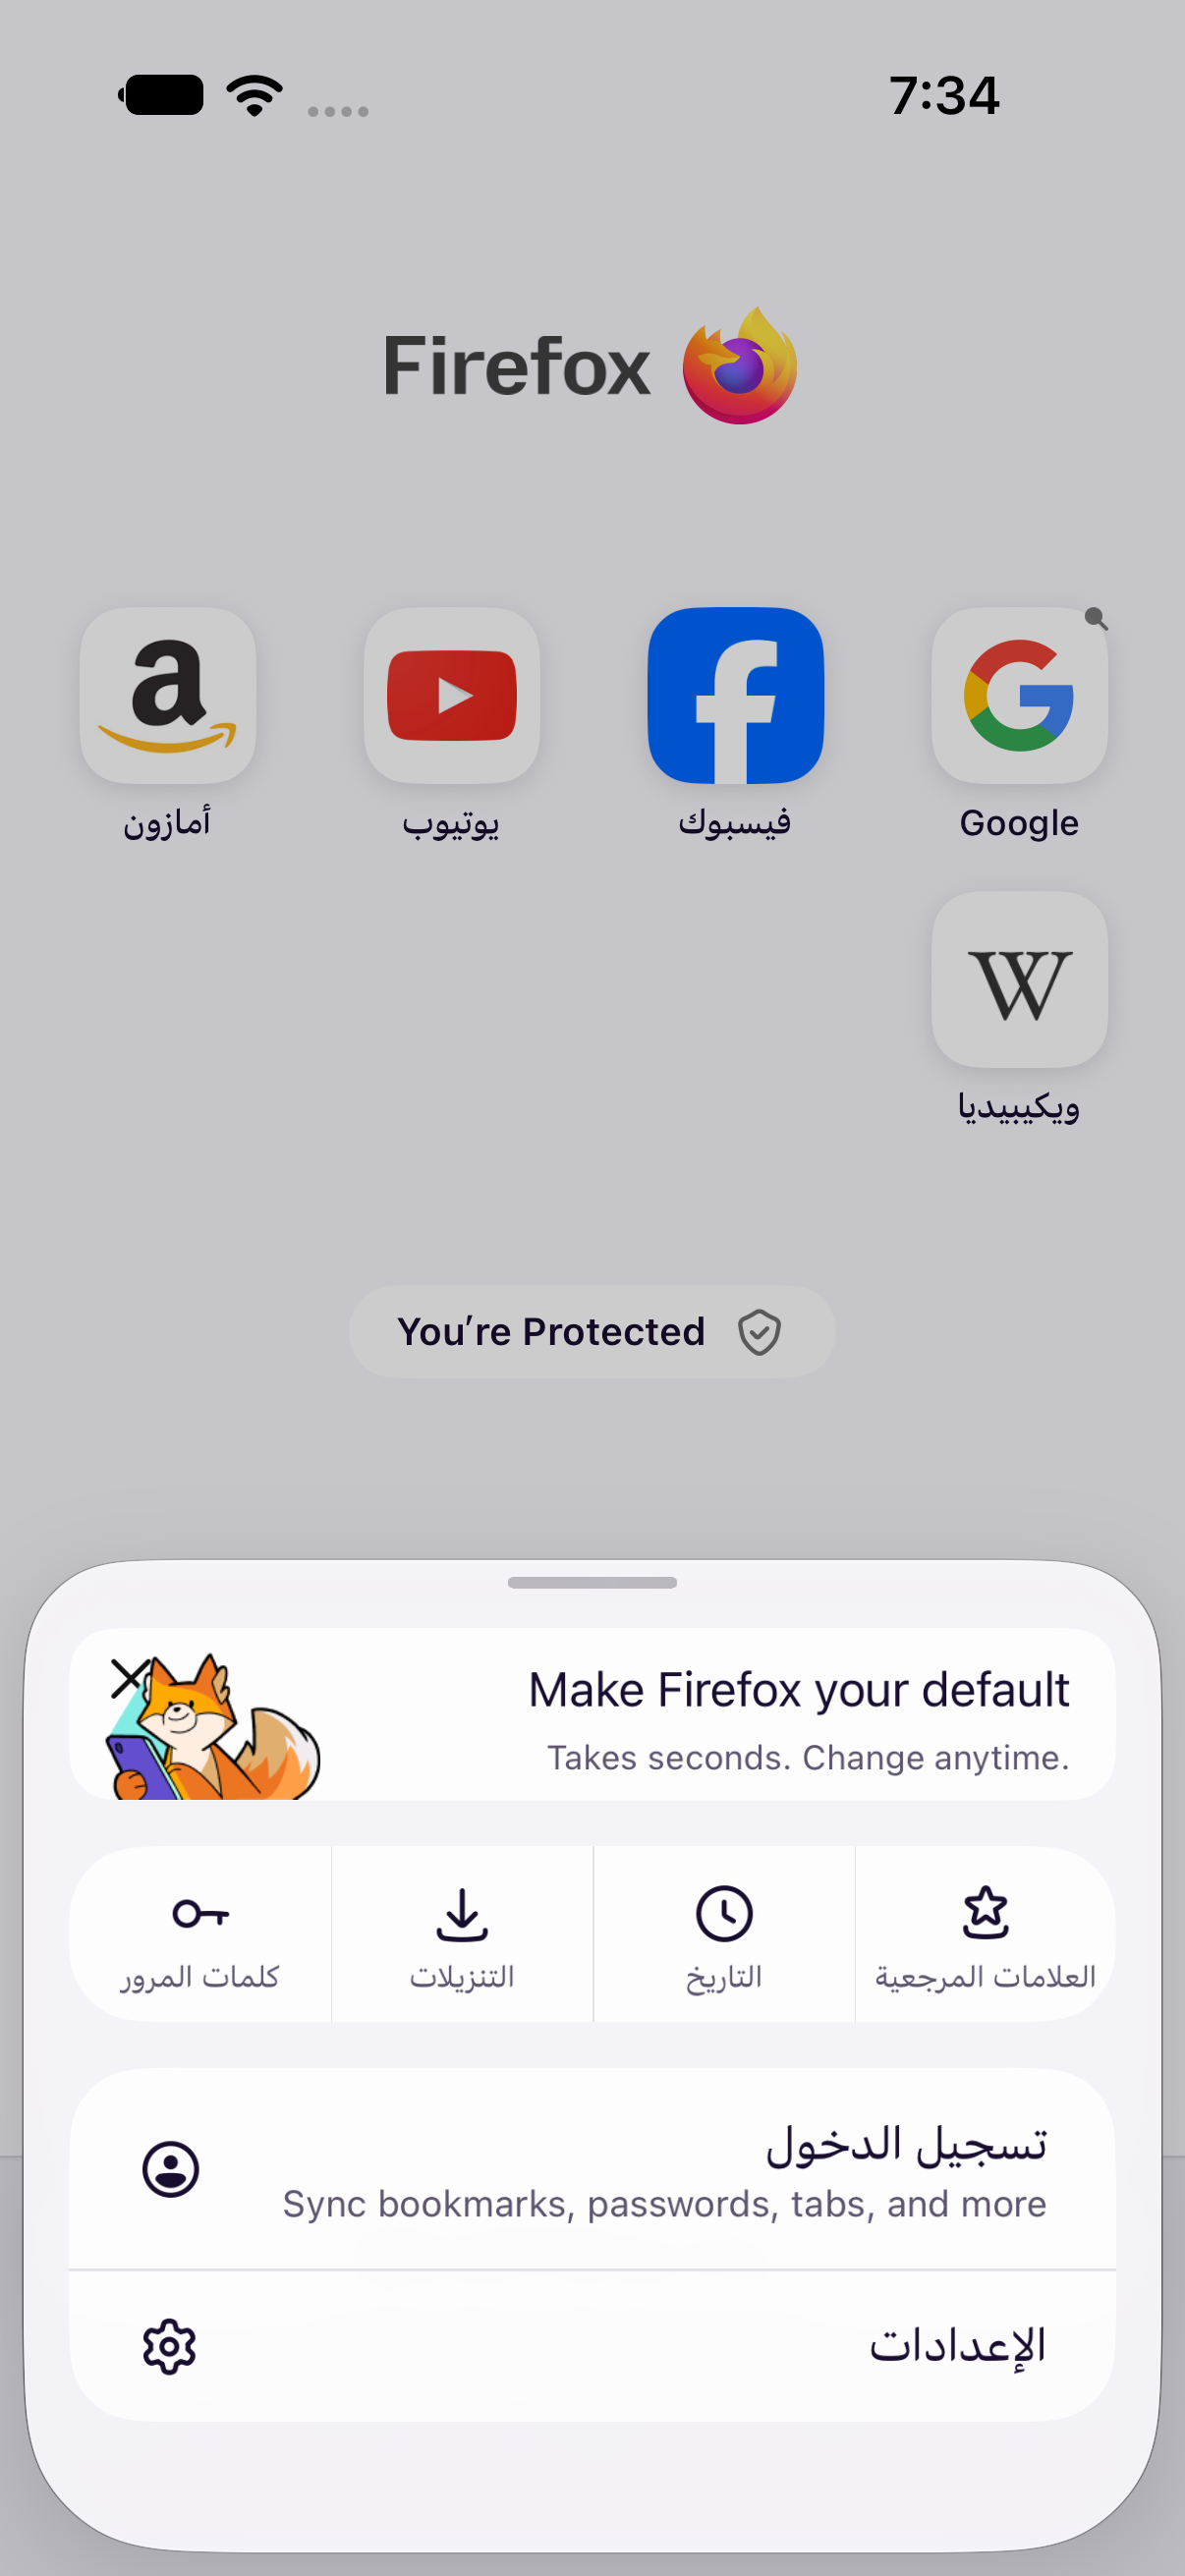 7:34
Firefox
Google
فيسبوك
يوتيوب
أمازون
ويكيبيديا
You’re Protected
Make Firefox your default
Takes seconds. Change anytime.
العلامات المرجعية
التاريخ
التنزيلات
كلمات المرور
تسجيل الدخول
Sync bookmarks, passwords, tabs, and more
الإعدادات